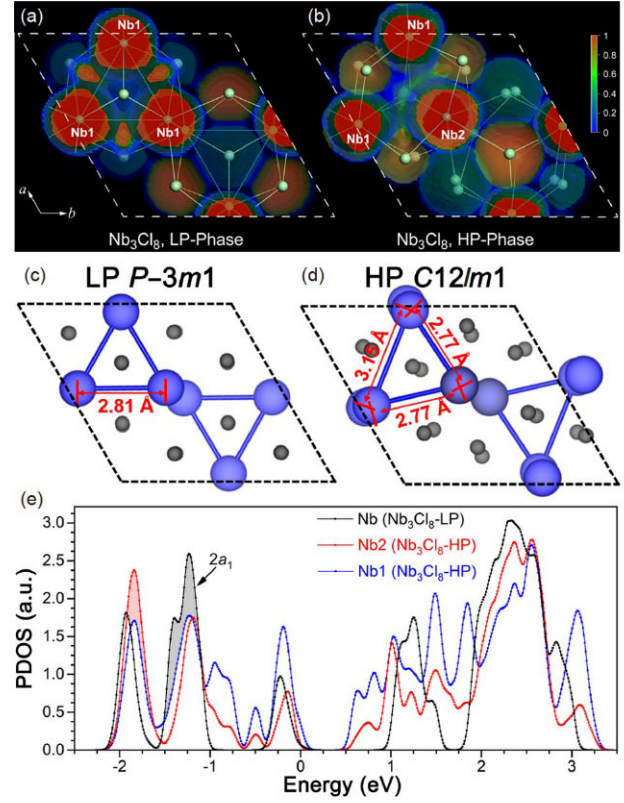 (a)
Nb1
Nb1
Nb1
a
b
Nb₃Cl₈, LP-Phase
(b)
Nb1
Nb1
Nb2
1
0.8
0.6
0.4
0.2
0
Nb₃Cl₈, HP-Phase
(c) LP P–3m1
2.81 Å
(d) HP C12/m1
3.15 Å
2.77 Å
2.77 Å
(e)
PDOS (a.u.)
3.0
2.5
2.0
1.5
1.0
0.5
0.0
2a₁
Nb (Nb₃Cl₈-LP)
Nb2 (Nb₃Cl₈-HP)
Nb1 (Nb₃Cl₈-HP)
-2 -1 0 1 2 3
Energy (eV)